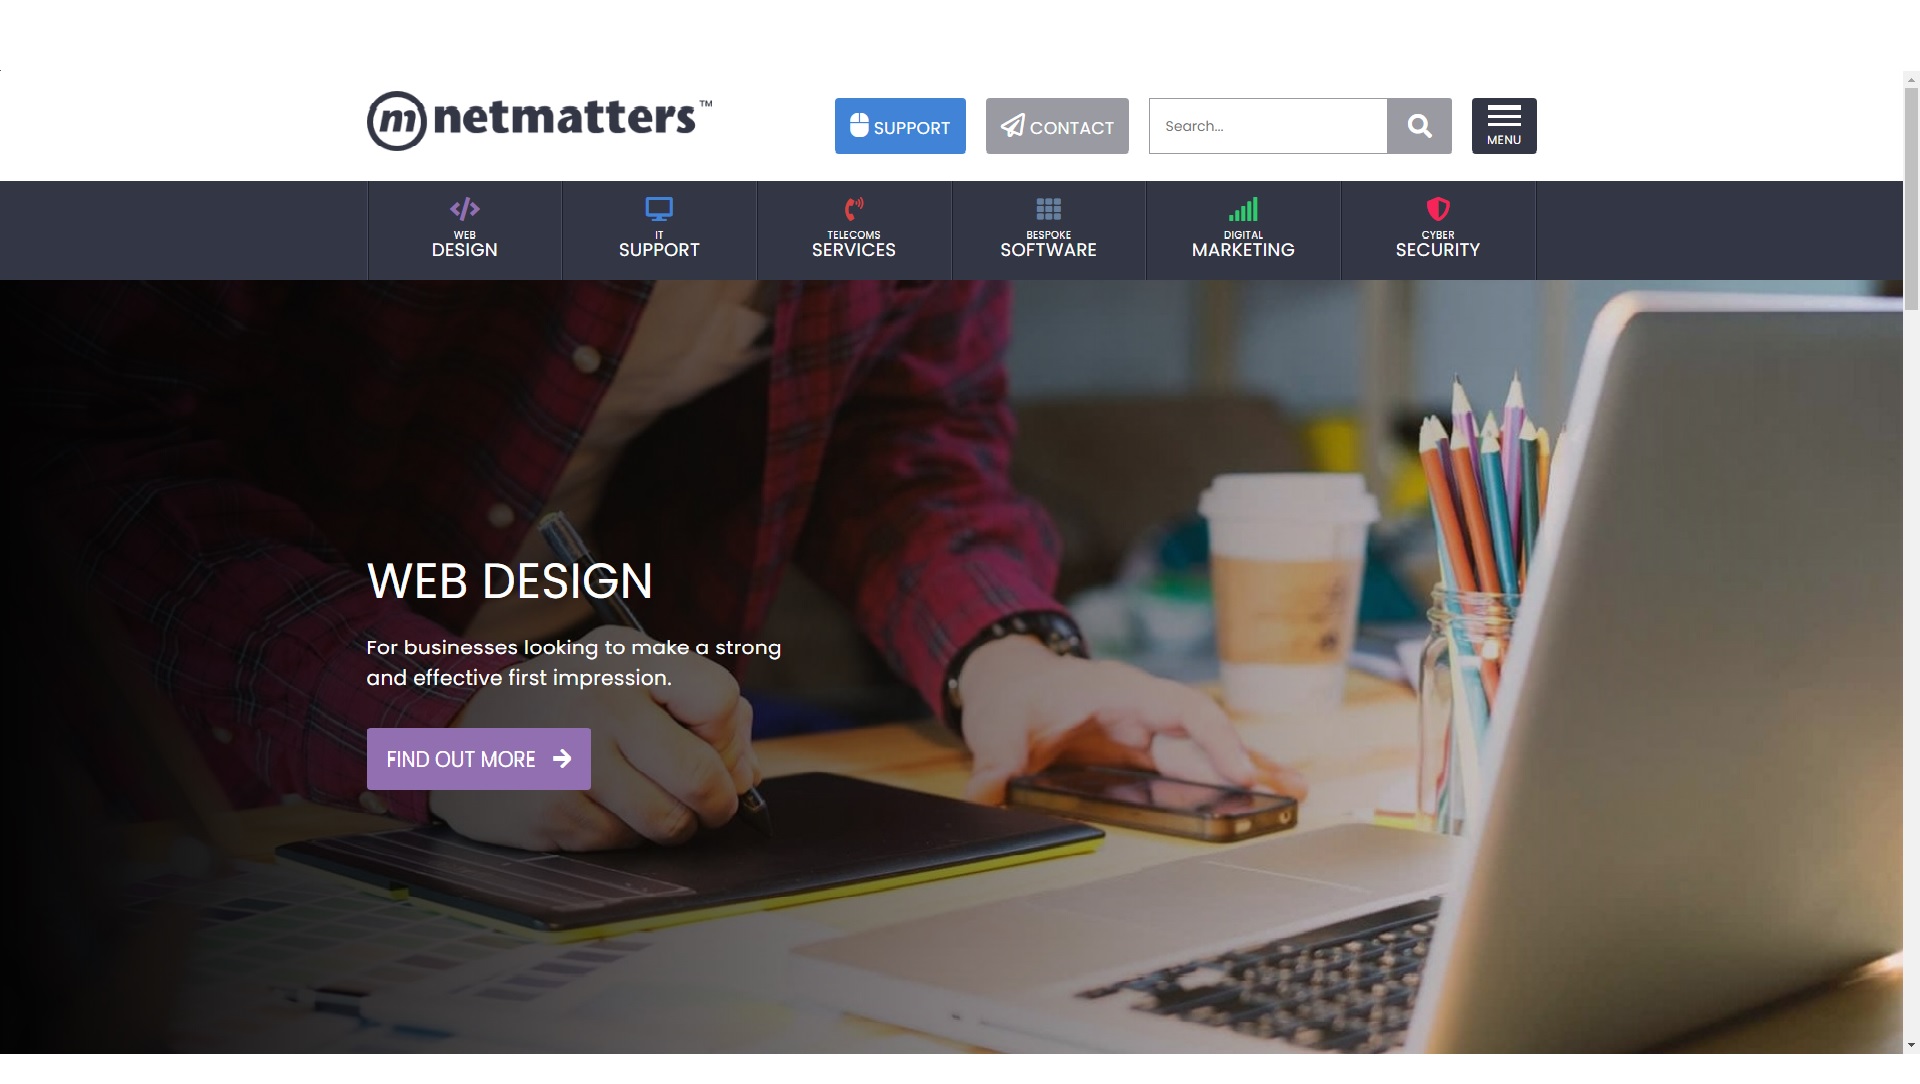 netmatters™
SUPPORT
CONTACT
Search...
MENU
WEB
DESIGN
IT
SUPPORT
TELECOMS
SERVICES
BESPOKE
SOFTWARE
DIGITAL
MARKETING
CYBER
SECURITY
WEB DESIGN
For businesses looking to make a strong
and effective first impression.
FIND OUT MORE